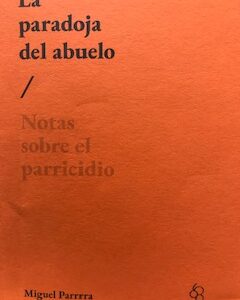 La
paradoja
del abuelo
/
Notas
sobre el
parricidio
Miguel Parrrra